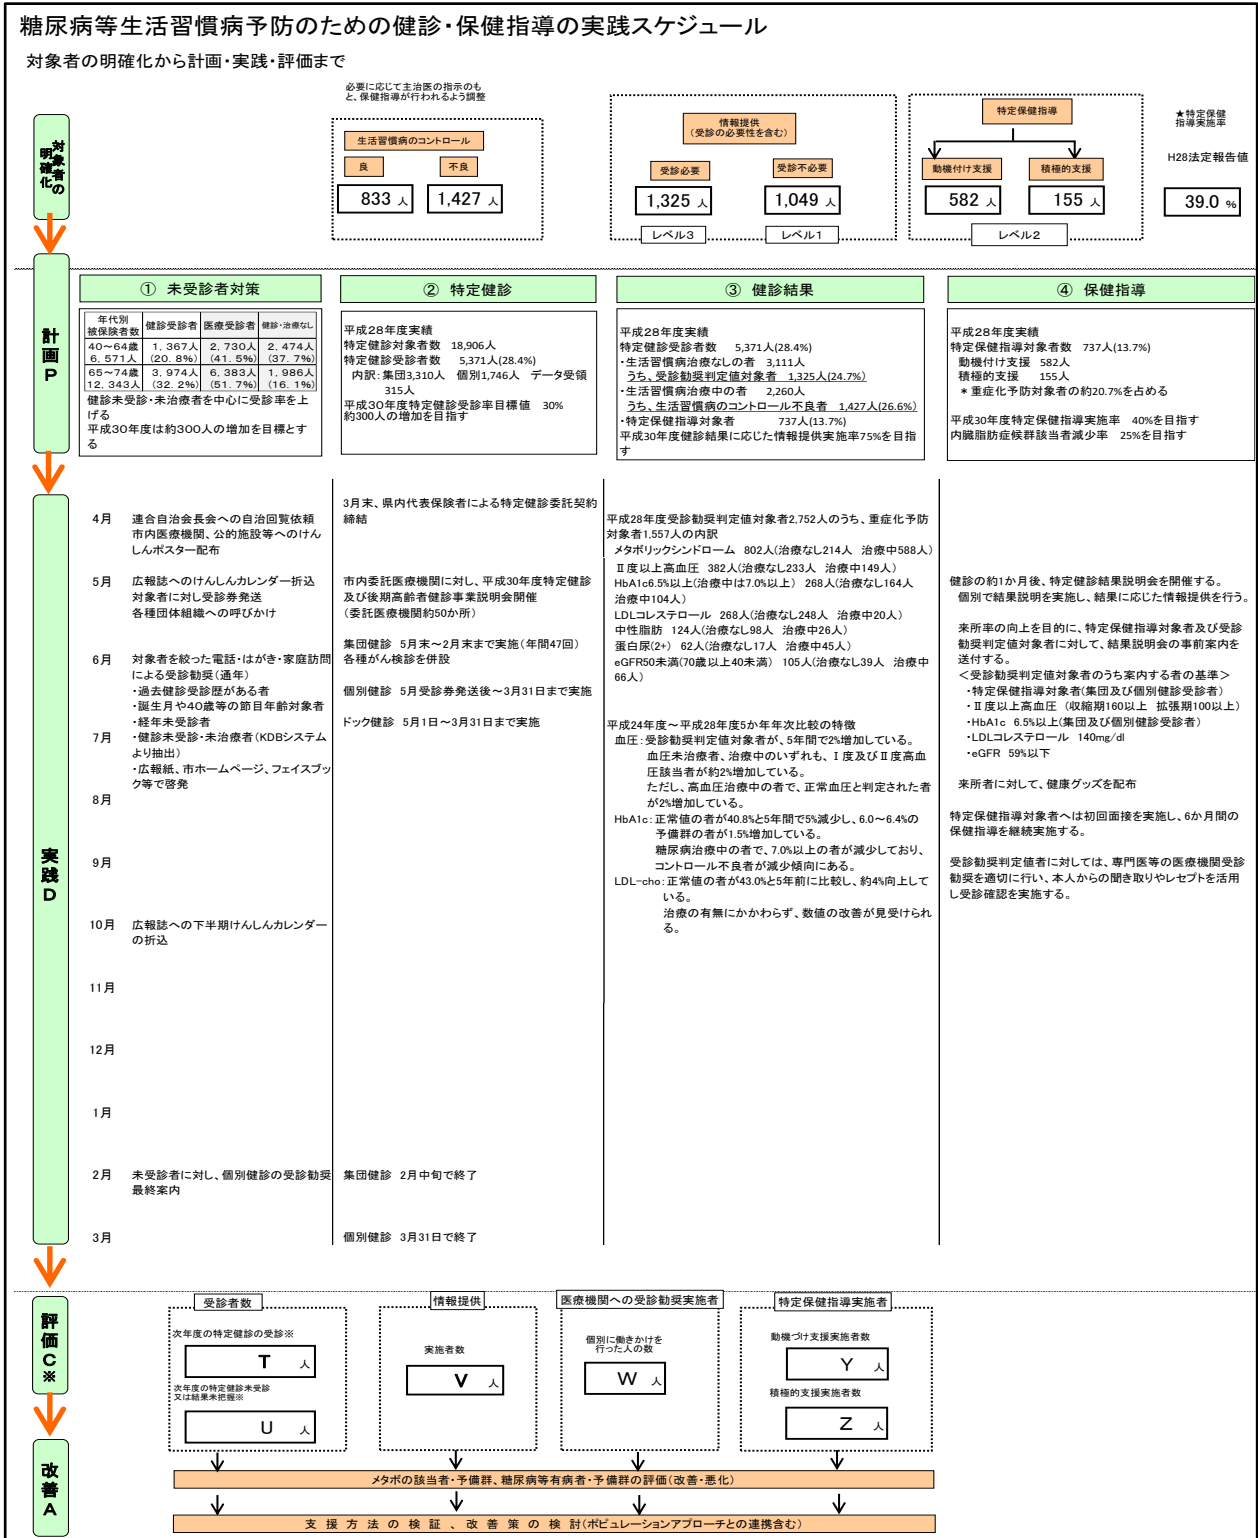 糖尿病等生活習慣病予防のための健診・保健指導の実践スケジュール
対象者の明確化から計画・実践・評価まで
対象者の
明確化
必要に応じて主治医の指示のも
と、保健指導が行われるよう調整
生活習慣病のコントロール
良
不良
833 人
1,427 人
情報提供
(受診の必要性を含む)
受診必要
受診不必要
1,325 人
1,049 人
レベル3
レベル1
特定保健指導
動機付け支援
積極的支援
582 人
155 人
レベル2
★特定保健
指導実施率
H28法定報告値
39.0 %
計画P
① 未受診者対策
年代別
被保険者数
健診受診者
医療受診者
健診・治療なし
40~64歳 1,367人 2,730人 2,474人
6,571人 (20.8%) (41.5%) (37.7%)
65~74歳 3,974人 6,383人 1,986人
12,343人 (32.2%) (51.7%) (16.1%)
健診未受診・未治療者を中心に受診率を上
げる
平成30年度は約300人の増加を目標とす
る
② 特定健診
平成28年度実績
特定健診対象者数 18,906人
特定健診受診者数 5,371人(28.4%)
内訳:集団3,310人 個別1,746人 データ受領
315人
平成30年度特定健診受診率目標値 30%
約300人の増加を目指す
③ 健診結果
平成28年度実績
特定健診受診者数 5,371人(28.4%)
・生活習慣病治療なしの者 3,111人
うち、受診勧奨判定値対象者 1,325人(24.7%)
・生活習慣病治療中の者 2,260人
うち、生活習慣病のコントロール不良者 1,427人(26.6%)
・特定保健指導対象者 737人(13.7%)
平成30年度健診結果に応じた情報提供実施率75%を目指
す
④ 保健指導
平成28年度実績
特定保健指導対象者数 737人(13.7%)
動機付け支援 582人
積極的支援 155人
*重症化予防対象者の約20.7%を占める
平成30年度特定保健指導実施率 40%を目指す
内臓脂肪症候群該当者減少率 25%を目指す
実践D
4月 連合自治会長会への自治回覧依頼
市内医療機関、公的施設等へのけん
しんポスター配布
5月 広報誌へのけんしんカレンダー折込
対象者に対し受診券発送
各種団体組織への呼びかけ
6月 対象者を絞った電話・はがき・家庭訪問
による受診勧奨(通年)
・過去健診受診歴がある者
・誕生月や40歳等の節目年齢対象者
・経年未受診者
7月 ・健診未受診・未治療者(KDBシステム
より抽出)
・広報紙、市ホームページ、フェイスブッ
ク等で啓発
8月
9月
10月 広報誌への下半期けんしんカレンダー
の折込
11月
12月
1月
2月 未受診者に対し、個別健診の受診勧奨
最終案内
3月
3月末、県内代表保険者による特定健診委託契約
締結
市内委託医療機関に対し、平成30年度特定健診
及び後期高齢者健診事業説明会開催
(委託医療機関約50か所)
集団健診 5月末~2月末まで実施(年間47回)
各種がん検診を併設
個別健診 5月受診券発送後~3月31日まで実施
ドック健診 5月1日~3月31日まで実施
集団健診 2月中旬で終了
個別健診 3月31日で終了
平成28年度受診勧奨判定値対象者2,752人のうち、重症化予防
対象者1,557人の内訳
メタボリックシンドローム 802人(治療なし214人 治療中588人)
Ⅱ度以上高血圧 382人(治療なし233人 治療中149人)
HbA1c6.5%以上(治療中は7.0%以上) 268人(治療なし164人
治療中104人)
LDLコレステロール 268人(治療なし248人 治療中20人)
中性脂肪 124人(治療なし98人 治療中26人)
蛋白尿(2+) 62人(治療なし17人 治療中45人)
eGFR50未満(70歳以上40未満) 105人(治療なし39人 治療中
66人)
平成24年度~平成28年度5か年年次比較の特徴
血圧:受診勧奨判定値対象者が、5年間で2%増加している。
血圧未治療者、治療中のいずれも、Ⅰ度及びⅡ度高血
圧該当者が約2%増加している。
ただし、高血圧治療中の者で、正常血圧と判定された者
が2%増加している。
HbA1c:正常値の者が40.8%と5年間で5%減少し、6.0~6.4%の
予備群の者が1.5%増加している。
糖尿病治療中の者で、7.0%以上の者が減少しており、
コントロール不良者が減少傾向にある。
LDL-cho:正常値の者が43.0%と5年前に比較し、約4%向上して
いる。
治療の有無にかかわらず、数値の改善が見受けられ
る。
健診の約1か月後、特定健診結果説明会を開催する。
個別で結果説明を実施し、結果に応じた情報提供を行う。
来所率の向上を目的に、特定保健指導対象者及び受診
勧奨判定値対象者に対して、結果説明会の事前案内を
送付する。
<受診勧奨判定値対象者のうち案内する者の基準>
・特定保健指導対象者(集団及び個別健診受診者)
・Ⅱ度以上高血圧 (収縮期160以上 拡張期100以上)
・HbA1c 6.5%以上(集団及び個別健診受診者)
・LDLコレステロール 140mg/dl
・eGFR 59%以下
来所者に対して、健康グッズを配布
特定保健指導対象者へは初回面接を実施し、6か月間の
保健指導を継続実施する。
受診勧奨判定値者に対しては、専門医等の医療機関受診
勧奨を適切に行い、本人からの聞き取りやレセプトを活用
し受診確認を実施する。
評価C※
受診者数
次年度の特定健診の受診※
T 人
次年度の特定健診未受診
又は結果未把握※
U 人
情報提供
実施者数
V 人
医療機関への受診勧奨実施者
個別に働きかけを
行った人の数
W 人
特定保健指導実施者
動機づけ支援実施者数
Y 人
積極的支援実施者数
Z 人
改善A
メタボの該当者・予備群、糖尿病等有病者・予備群の評価(改善・悪化)
支援方法の検証、改善策の検討(ポピュレーションアプローチとの連携含む)